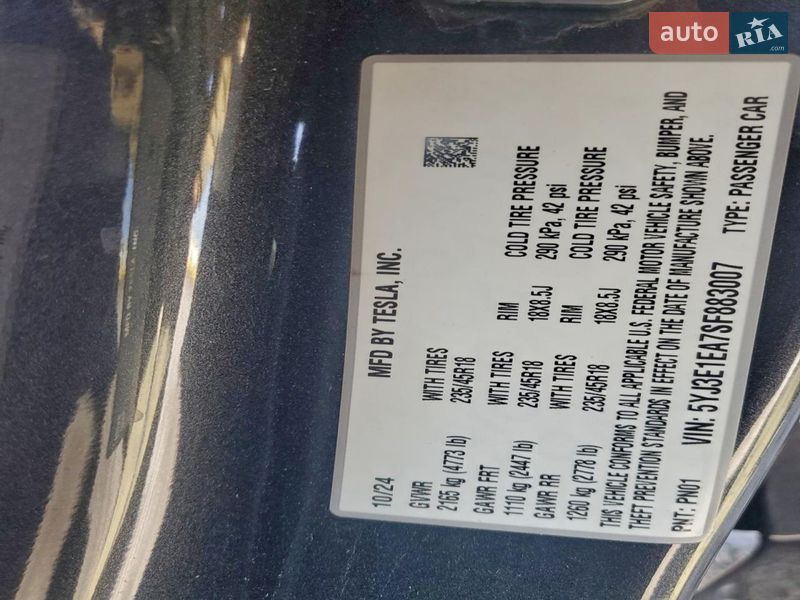 auto RIA.com
10/24 MFD BY TESLA, INC.
GVWR WITH TIRES
2165 kg (4773 lb) 235/45R18
GAWR FRT WITH TIRES RIM COLD TIRE PRESSURE
1110 kg (2447 lb) 235/45R18 18X8.5J 290 kPa, 42 psi
GAWR RR WITH TIRES RIM COLD TIRE PRESSURE
1260 kg (2778 lb) 235/45R18 18X8.5J 290 kPa, 42 psi
THIS VEHICLE CONFORMS TO ALL APPLICABLE U.S. FEDERAL MOTOR VEHICLE SAFETY, BUMPER, AND
THEFT PREVENTION STANDARDS IN EFFECT ON THE DATE OF MANUFACTURE SHOWN ABOVE.
PNT: PN01 VIN: 5YJ3E1EA7SF883007 TYPE: PASSENGER CAR